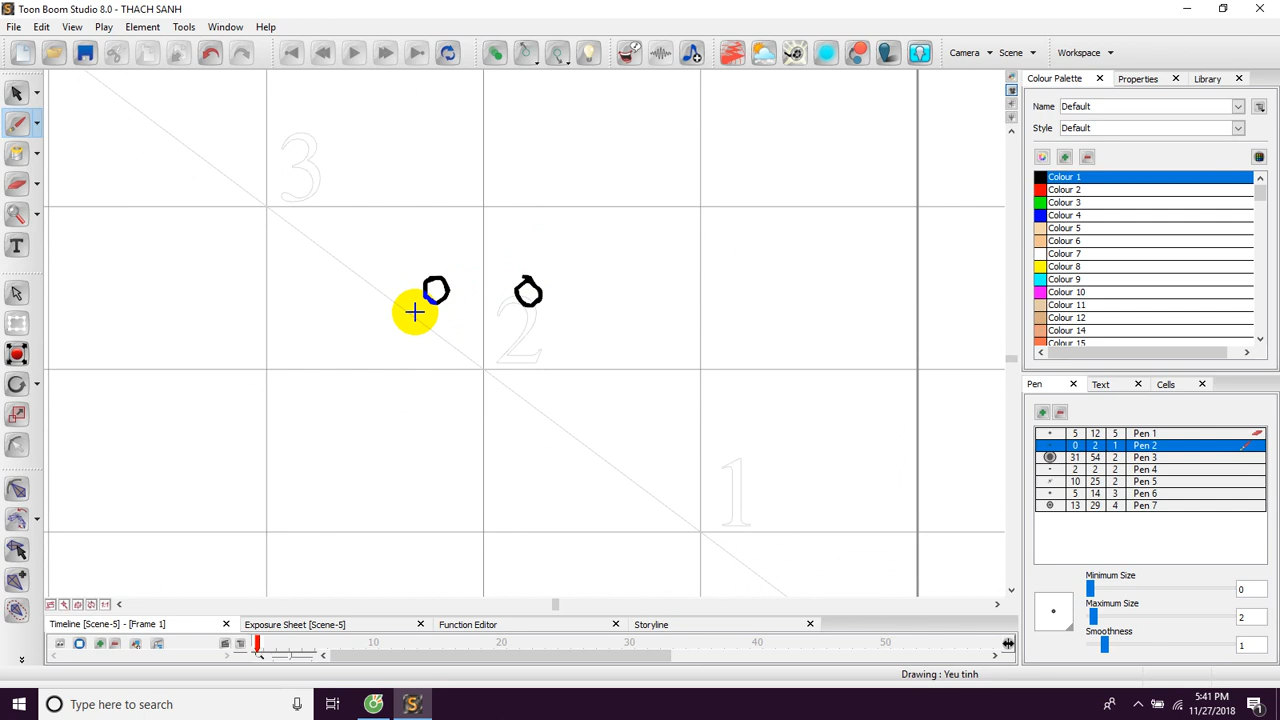 Toon Boom Studio 8.0 - THACH SANH
File Edit View Play Element Tools Window Help
Camera Scene Workspace
Colour Palette Properties Library
Name Default
Style Default
Colour 1
Colour 2
Colour 3
Colour 4
Colour 5
Colour 6
Colour 7
Colour 8
Colour 9
Colour 10
Colour 11
Colour 12
Colour 14
Colour 15
3
2
1
Pen Text Cells
5 12 5 Pen 1
0 2 1 Pen 2
31 54 2 Pen 3
2 2 2 Pen 4
10 25 2 Pen 5
5 14 3 Pen 6
13 29 4 Pen 7
Minimum Size
0
Maximum Size
2
Smoothness
1
Timeline [Scene-5] - [Frame 1] Exposure Sheet [Scene-5] Function Editor Storyline
10 20 30 40 50
Drawing : Yeu tinh
Type here to search
5:41 PM
11/27/2018